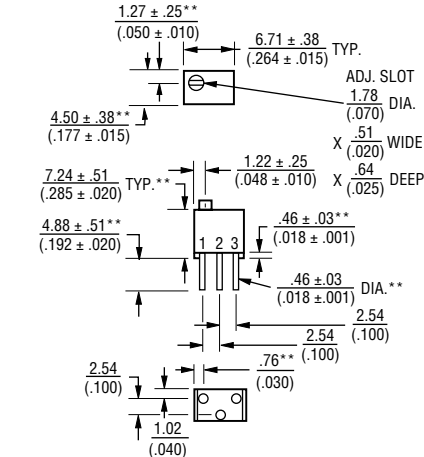 1.27 ± .25**
(.050 ± .010)
6.71 ± .38 TYP.
(.264 ± .015)
ADJ. SLOT
1.78 DIA.
(.070)
4.50 ± .38**
(.177 ± .015)
X .51 WIDE
(.020)
X .64 DEEP
(.025)
1.22 ± .25
(.048 ± .010)
7.24 ± .51 TYP.**
(.285 ± .020)
4.88 ± .51**
(.192 ± .020)
.46 ± .03**
(.018 ± .001)
1 2 3
.46 ±.03 DIA.**
(.018 ±.001)
2.54
(.100)
2.54
(.100)
2.54
(.100)
.76**
(.030)
1.02
(.040)